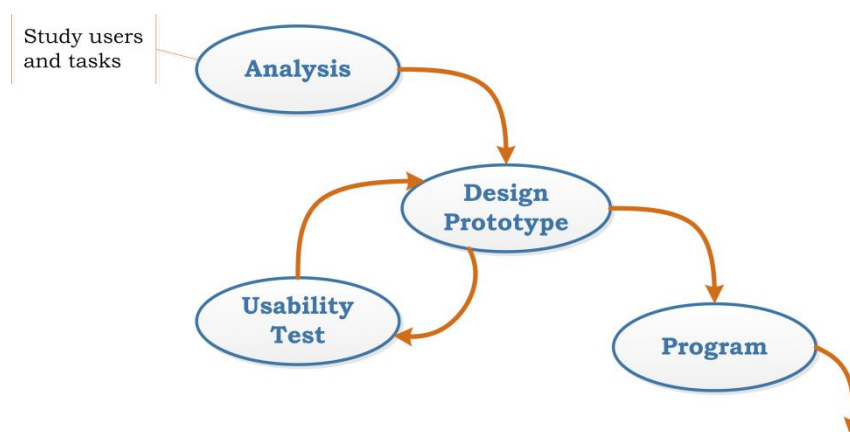 Study users
and tasks
Analysis
Design
Prototype
Usability
Test
Program